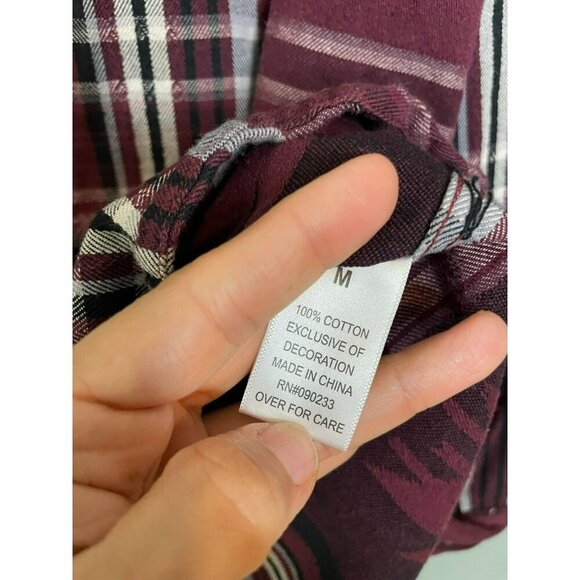 M
100% COTTON
EXCLUSIVE OF
DECORATION
MADE IN CHINA
RN#090233
OVER FOR CARE